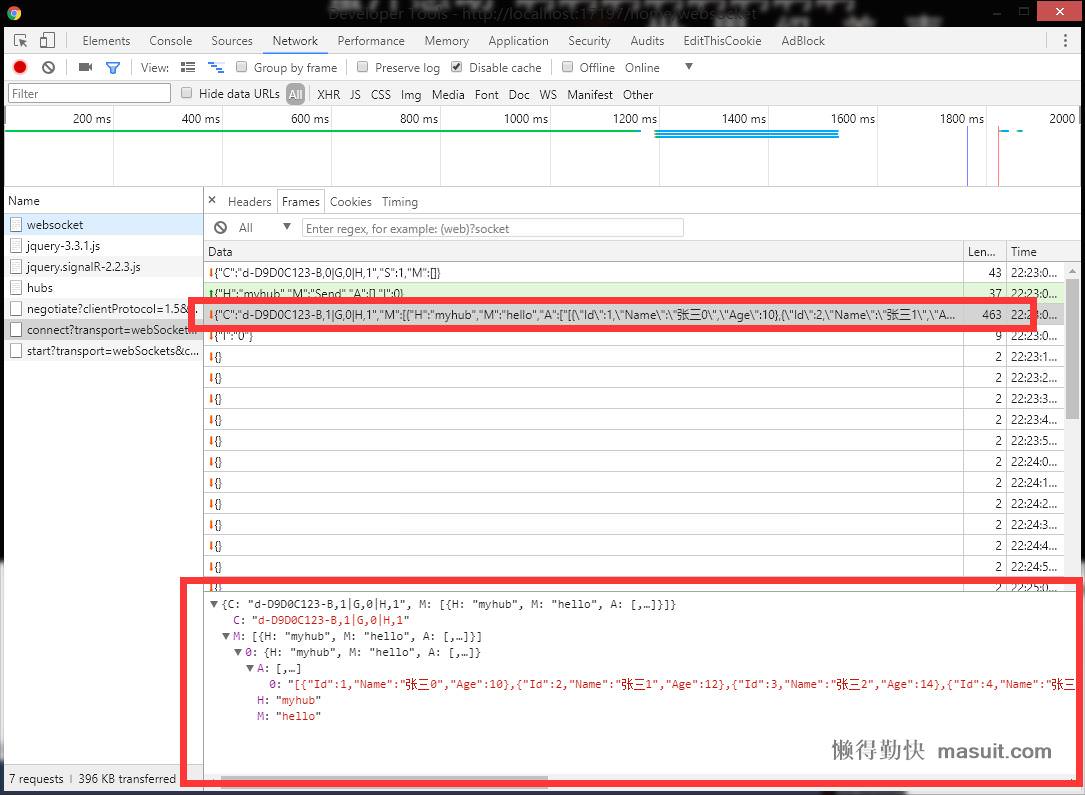 Developer Tools - http://localhost:17197/home/websocket
Elements Console Sources Network Performance Memory Application Security Audits EditThisCookie AdBlock
View: Group by frame Preserve log Disable cache Offline Online
Filter Hide data URLs All XHR JS CSS Img Media Font Doc WS Manifest Other
200 ms 400 ms 600 ms 800 ms 1000 ms 1200 ms 1400 ms 1600 ms 1800 ms 2000
Name
websocket
jquery-3.3.1.js
jquery.signalR-2.2.3.js
hubs
negotiate?clientProtocol=1.5&
connect?transport=webSocket...
start?transport=webSockets&c...
× Headers Frames Cookies Timing
All Enter regex, for example: (web)?socket
Data Len... Time
{"C":"d-D9D0C123-B,0|G,0|H,1","S":1,"M":[]} 43 22:23:0...
{"H":"myhub","M":"Send","A":[],"I":0} 37 22:23:0...
{"C":"d-D9D0C123-B,1|G,0|H,1","M":[{"H":"myhub","M":"hello","A":["[{\"Id\":1,\"Name\":\"张三0\",\"Age\":10},{\"Id\":2,\"Name\":\"张三1\",\"A... 463 22:23:0...
{"I":"0"} 9 22:23:0...
{} 2 22:23:1...
{} 2 22:23:2...
{} 2 22:23:3...
{} 2 22:23:4...
{} 2 22:23:5...
{} 2 22:24:0...
{} 2 22:24:1...
{} 2 22:24:2...
{} 2 22:24:3...
{} 2 22:24:4...
{} 2 22:24:5...
{} 2 22:25:0...
{C: "d-D9D0C123-B,1|G,0|H,1", M: [{H: "myhub", M: "hello", A: [,…]}]}
C: "d-D9D0C123-B,1|G,0|H,1"
M: [{H: "myhub", M: "hello", A: [,…]}]
0: {H: "myhub", M: "hello", A: [,…]}
A: [,…]
0: "[{"Id":1,"Name":"张三0","Age":10},{"Id":2,"Name":"张三1","Age":12},{"Id":3,"Name":"张三2","Age":14},{"Id":4,"Name":"张三
H: "myhub"
M: "hello"
懒得勤快 masuit.com
7 requests | 396 KB transferred